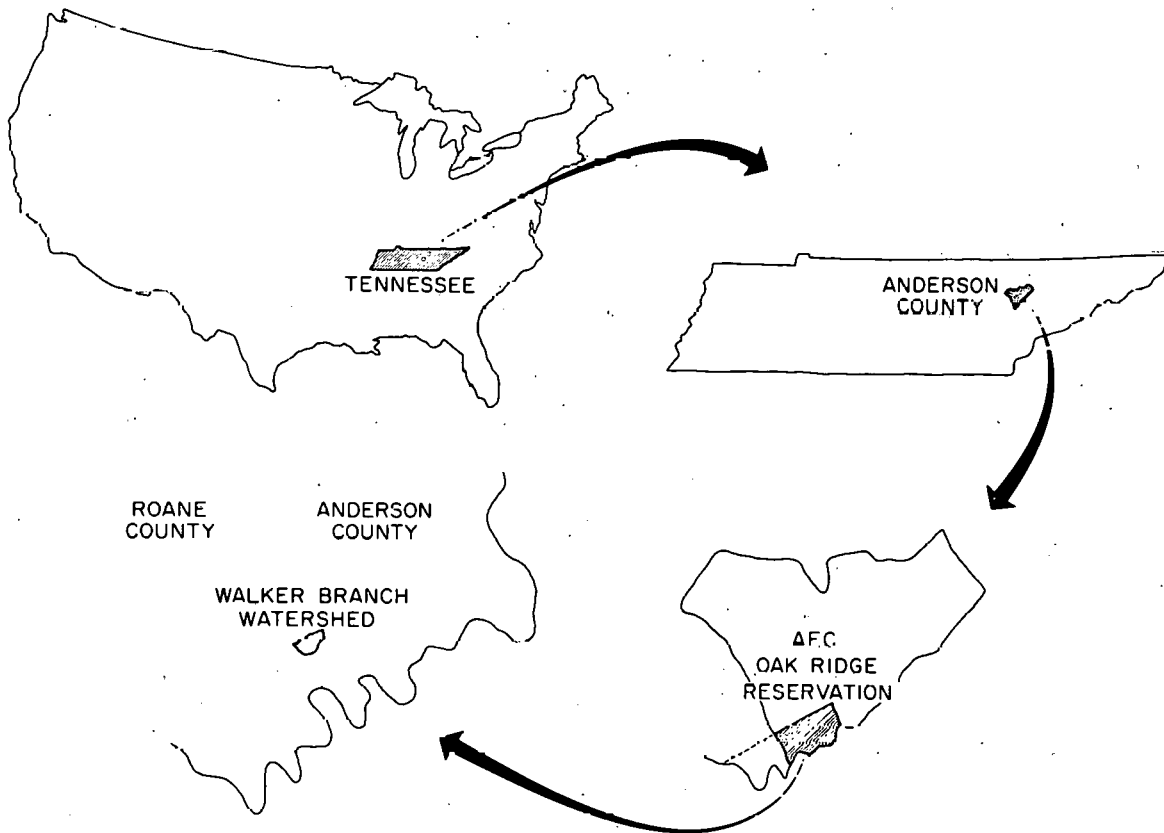 TENNESSEE
ANDERSON
COUNTY
ROANE
COUNTY
ANDERSON
COUNTY
WALKER BRANCH
WATERSHED
AEC
OAK RIDGE
RESERVATION